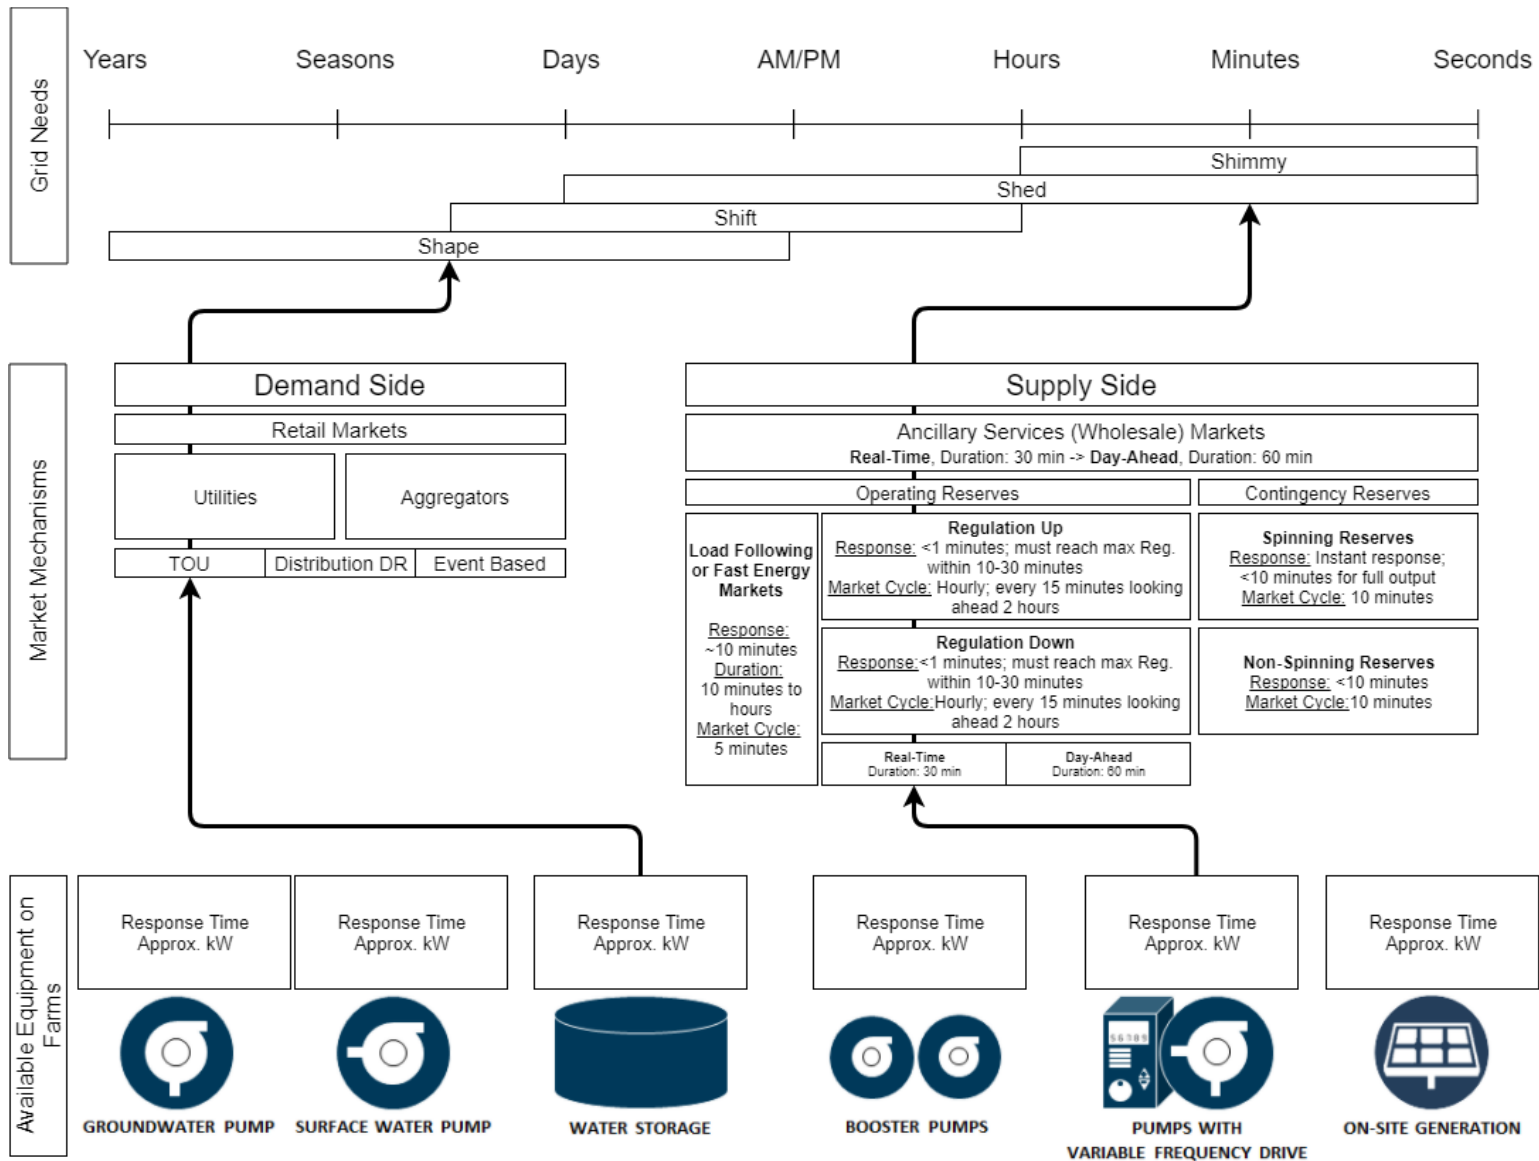 Grid Needs
Years
Seasons
Days
AM/PM
Hours
Minutes
Seconds
Shimmy
Shed
Shift
Shape
Market Mechanisms
Demand Side
Retail Markets
Utilities
Aggregators
TOU
Distribution DR
Event Based
Supply Side
Ancillary Services (Wholesale) Markets
Real-Time, Duration: 30 min -> Day-Ahead, Duration: 60 min
Operating Reserves
Contingency Reserves
Load Following
or Fast Energy
Markets
Response:
~10 minutes
Duration:
10 minutes to
hours
Market Cycle:
5 minutes
Regulation Up
Response: <1 minutes; must reach max Reg.
within 10-30 minutes
Market Cycle: Hourly; every 15 minutes looking
ahead 2 hours
Regulation Down
Response:<1 minutes; must reach max Reg.
within 10-30 minutes
Market Cycle:Hourly; every 15 minutes looking
ahead 2 hours
Real-Time
Duration: 30 min
Day-Ahead
Duration: 60 min
Spinning Reserves
Response: Instant response;
<10 minutes for full output
Market Cycle: 10 minutes
Non-Spinning Reserves
Response: <10 minutes
Market Cycle:10 minutes
Available Equipment on
Farms
Response Time
Approx. kW
Response Time
Approx. kW
Response Time
Approx. kW
Response Time
Approx. kW
Response Time
Approx. kW
Response Time
Approx. kW
GROUNDWATER PUMP
SURFACE WATER PUMP
WATER STORAGE
BOOSTER PUMPS
PUMPS WITH
VARIABLE FREQUENCY DRIVE
ON-SITE GENERATION